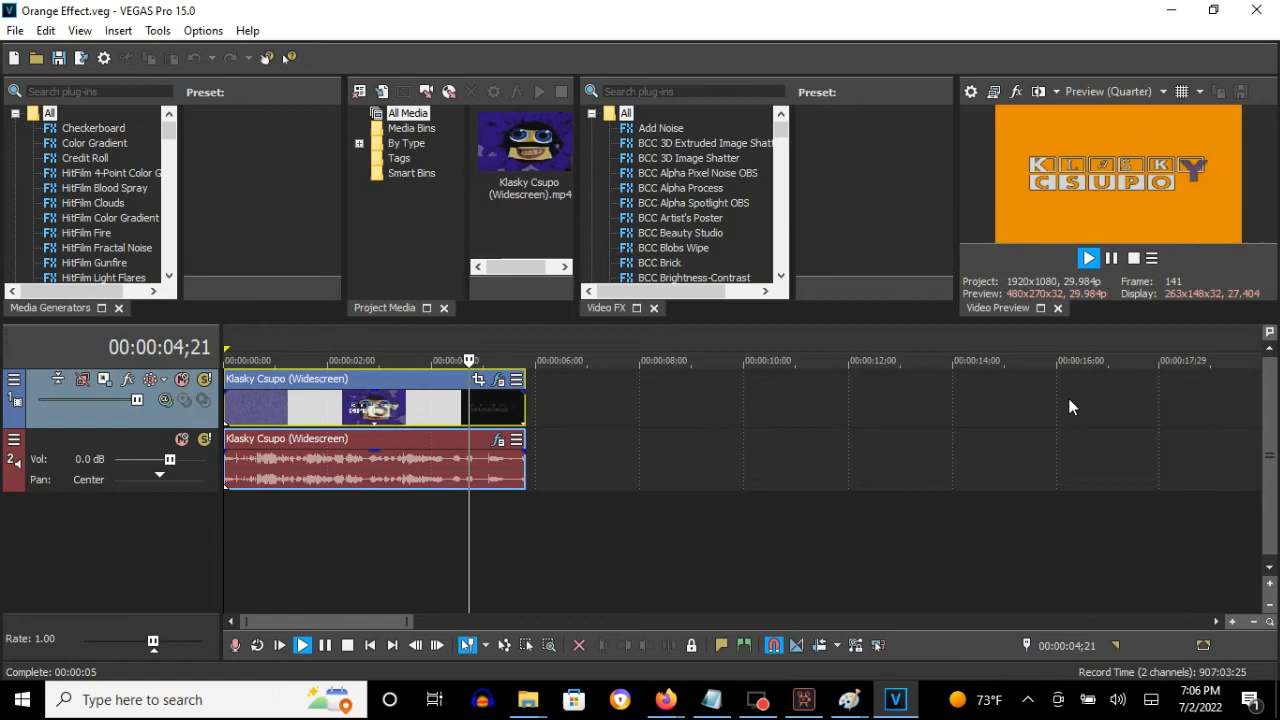 Orange Effect.veg - VEGAS Pro 15.0
File Edit View Insert Tools Options Help
Search plug-ins
Preset:
All
Checkerboard
Color Gradient
Credit Roll
HitFilm 4-Point Color G
HitFilm Blood Spray
HitFilm Clouds
HitFilm Color Gradient
HitFilm Fire
HitFilm Fractal Noise
HitFilm Gunfire
HitFilm Light Flares
Media Generators
All Media
Media Bins
By Type
Tags
Smart Bins
Klasky Csupo
(Widescreen).mp4
Project Media
Search plug-ins
Preset:
All
Add Noise
BCC 3D Extruded Image Shatt
BCC 3D Image Shatter
BCC Alpha Pixel Noise OBS
BCC Alpha Process
BCC Alpha Spotlight OBS
BCC Artist's Poster
BCC Beauty Studio
BCC Blobs Wipe
BCC Brick
BCC Brightness-Contrast
Video FX
Preview (Quarter)
KLASKY
CSUPO
Project: 1920x1080, 29.984p Frame: 141
Preview: 480x270x32, 29.984p Display: 263x148x32, 27.404
Video Preview
00:00:04;21
00:00:00;00 00:00:02;00 00:00:06;00 00:00:08;00 00:00:10;00 00:00:12;00 00:00:14;00 00:00:16;00 00:00:17;29
1
Klasky Csupo (Widescreen)
2
Vol: 0.0 dB
Pan: Center
Klasky Csupo (Widescreen)
Rate: 1.00
00:00:04;21
Complete: 00:00:05
Record Time (2 channels): 907:03:25
Type here to search
73°F
7:06 PM
7/2/2022
1